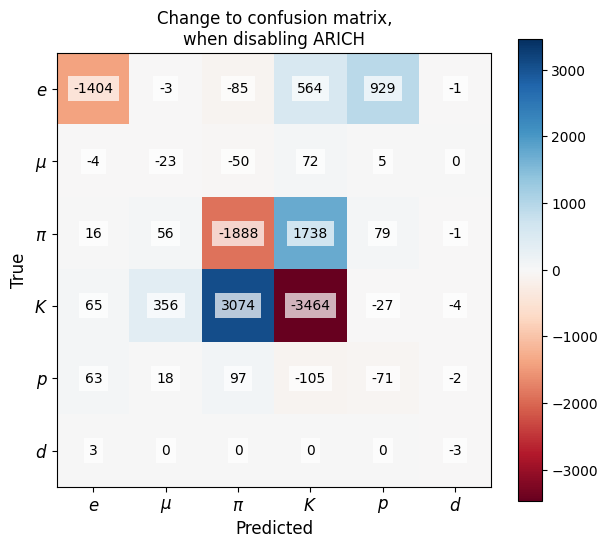 Change to confusion matrix,
when disabling ARICH
True
e -1404 -3 -85 564 929 -1
μ -4 -23 -50 72 5 0
π 16 56 -1888 1738 79 -1
K 65 356 3074 -3464 -27 -4
p 63 18 97 -105 -71 -2
d 3 0 0 0 0 -3
e μ π K p d
Predicted
3000
2000
1000
0
−1000
−2000
−3000